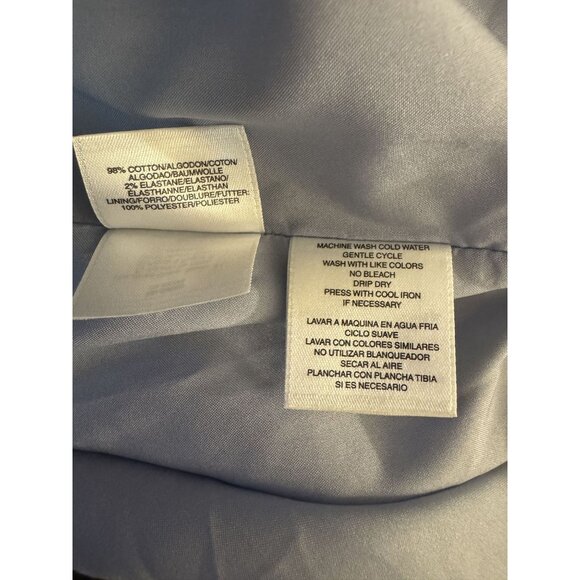 98% COTTON/ALGODON/COTON/
ALGODAO/BAUMWOLLE
2% ELASTANE/ELASTANO/
ÉLASTHANNE/ELASTHAN
LINING/FORRO/DOUBLURE/FUTTER:
100% POLYESTER/POLIESTER
MACHINE WASH COLD WATER
GENTLE CYCLE
WASH WITH LIKE COLORS
NO BLEACH
DRIP DRY
PRESS WITH COOL IRON
IF NECESSARY
LAVAR A MAQUINA EN AGUA FRIA
CICLO SUAVE
LAVAR CON COLORES SIMILARES
NO UTILIZAR BLANQUEADOR
SECAR AL AIRE
PLANCHAR CON PLANCHA TIBIA
SI ES NECESARIO